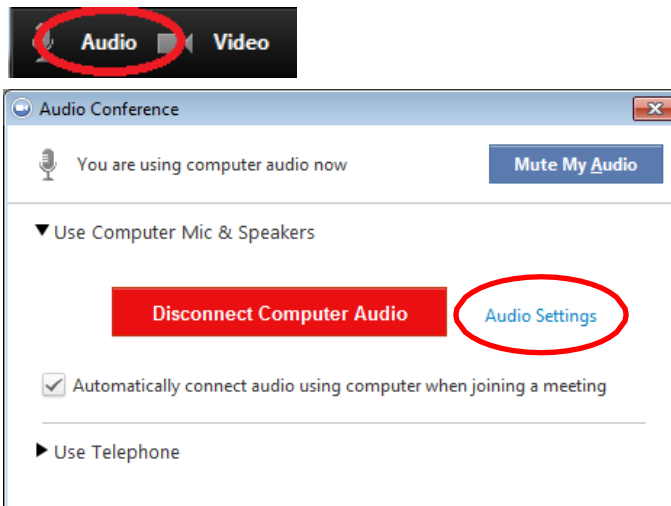 Audio Video
Audio Conference
You are using computer audio now
Mute My Audio
Use Computer Mic & Speakers
Disconnect Computer Audio
Audio Settings
Automatically connect audio using computer when joining a meeting
Use Telephone